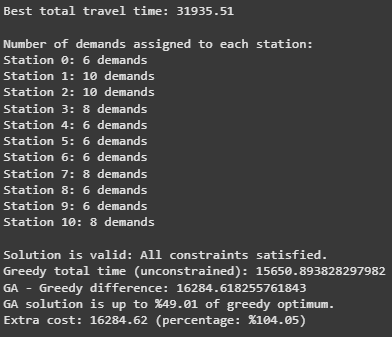 Best total travel time: 31935.51
Number of demands assigned to each station:
Station 0: 6 demands
Station 1: 10 demands
Station 2: 10 demands
Station 3: 8 demands
Station 4: 6 demands
Station 5: 6 demands
Station 6: 6 demands
Station 7: 8 demands
Station 8: 6 demands
Station 9: 6 demands
Station 10: 8 demands
Solution is valid: All constraints satisfied.
Greedy total time (unconstrained): 15650.893828297982
GA - Greedy difference: 16284.618255761843
GA solution is up to %49.01 of greedy optimum.
Extra cost: 16284.62 (percentage: %104.05)